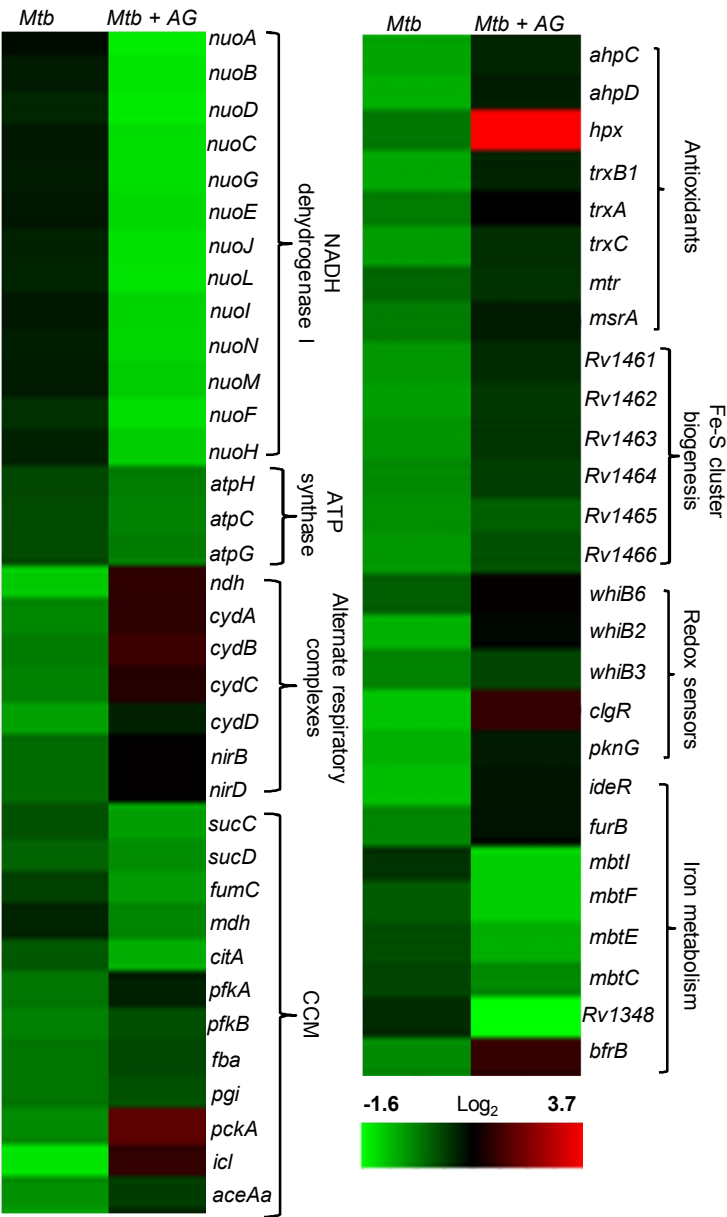 Mtb Mtb + AG
nuoA
nuoB
nuoD
nuoC
nuoG
nuoE
nuoJ
nuoL
nuoI
nuoN
nuoM
nuoF
nuoH
NADH
dehydrogenase I
atpH
atpC
atpG
ATP
synthase
ndh
cydA
cydB
cydC
cydD
nirB
nirD
Alternate respiratory
complexes
sucC
sucD
fumC
mdh
citA
pfkA
pfkB
fba
pgi
pckA
icl
aceAa
CCM
Mtb Mtb + AG
ahpC
ahpD
hpx
trxB1
trxA
trxC
mtr
msrA
Antioxidants
Rv1461
Rv1462
Rv1463
Rv1464
Rv1465
Rv1466
Fe-S cluster
biogenesis
whiB6
whiB2
whiB3
clgR
pknG
Redox sensors
ideR
furB
mbtI
mbtF
mbtE
mbtC
Rv1348
bfrB
Iron metabolism
-1.6 Log2 3.7